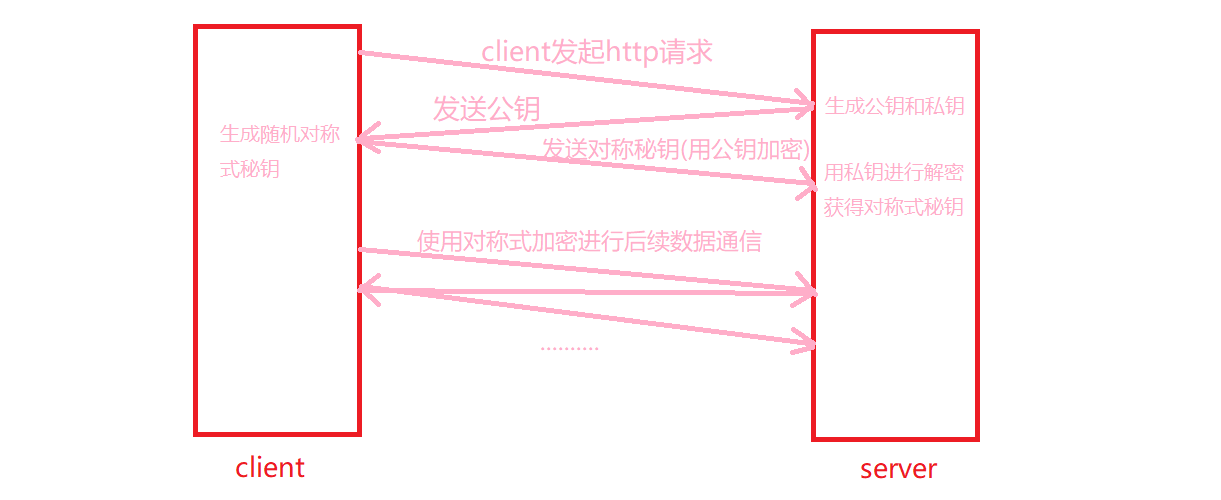 client发起http请求
发送公钥
生成公钥和私钥
生成随机对称
式秘钥
发送对称秘钥(用公钥加密)
用私钥进行解密
获得对称式秘钥
使用对称式加密进行后续数据通信
..........
client
server